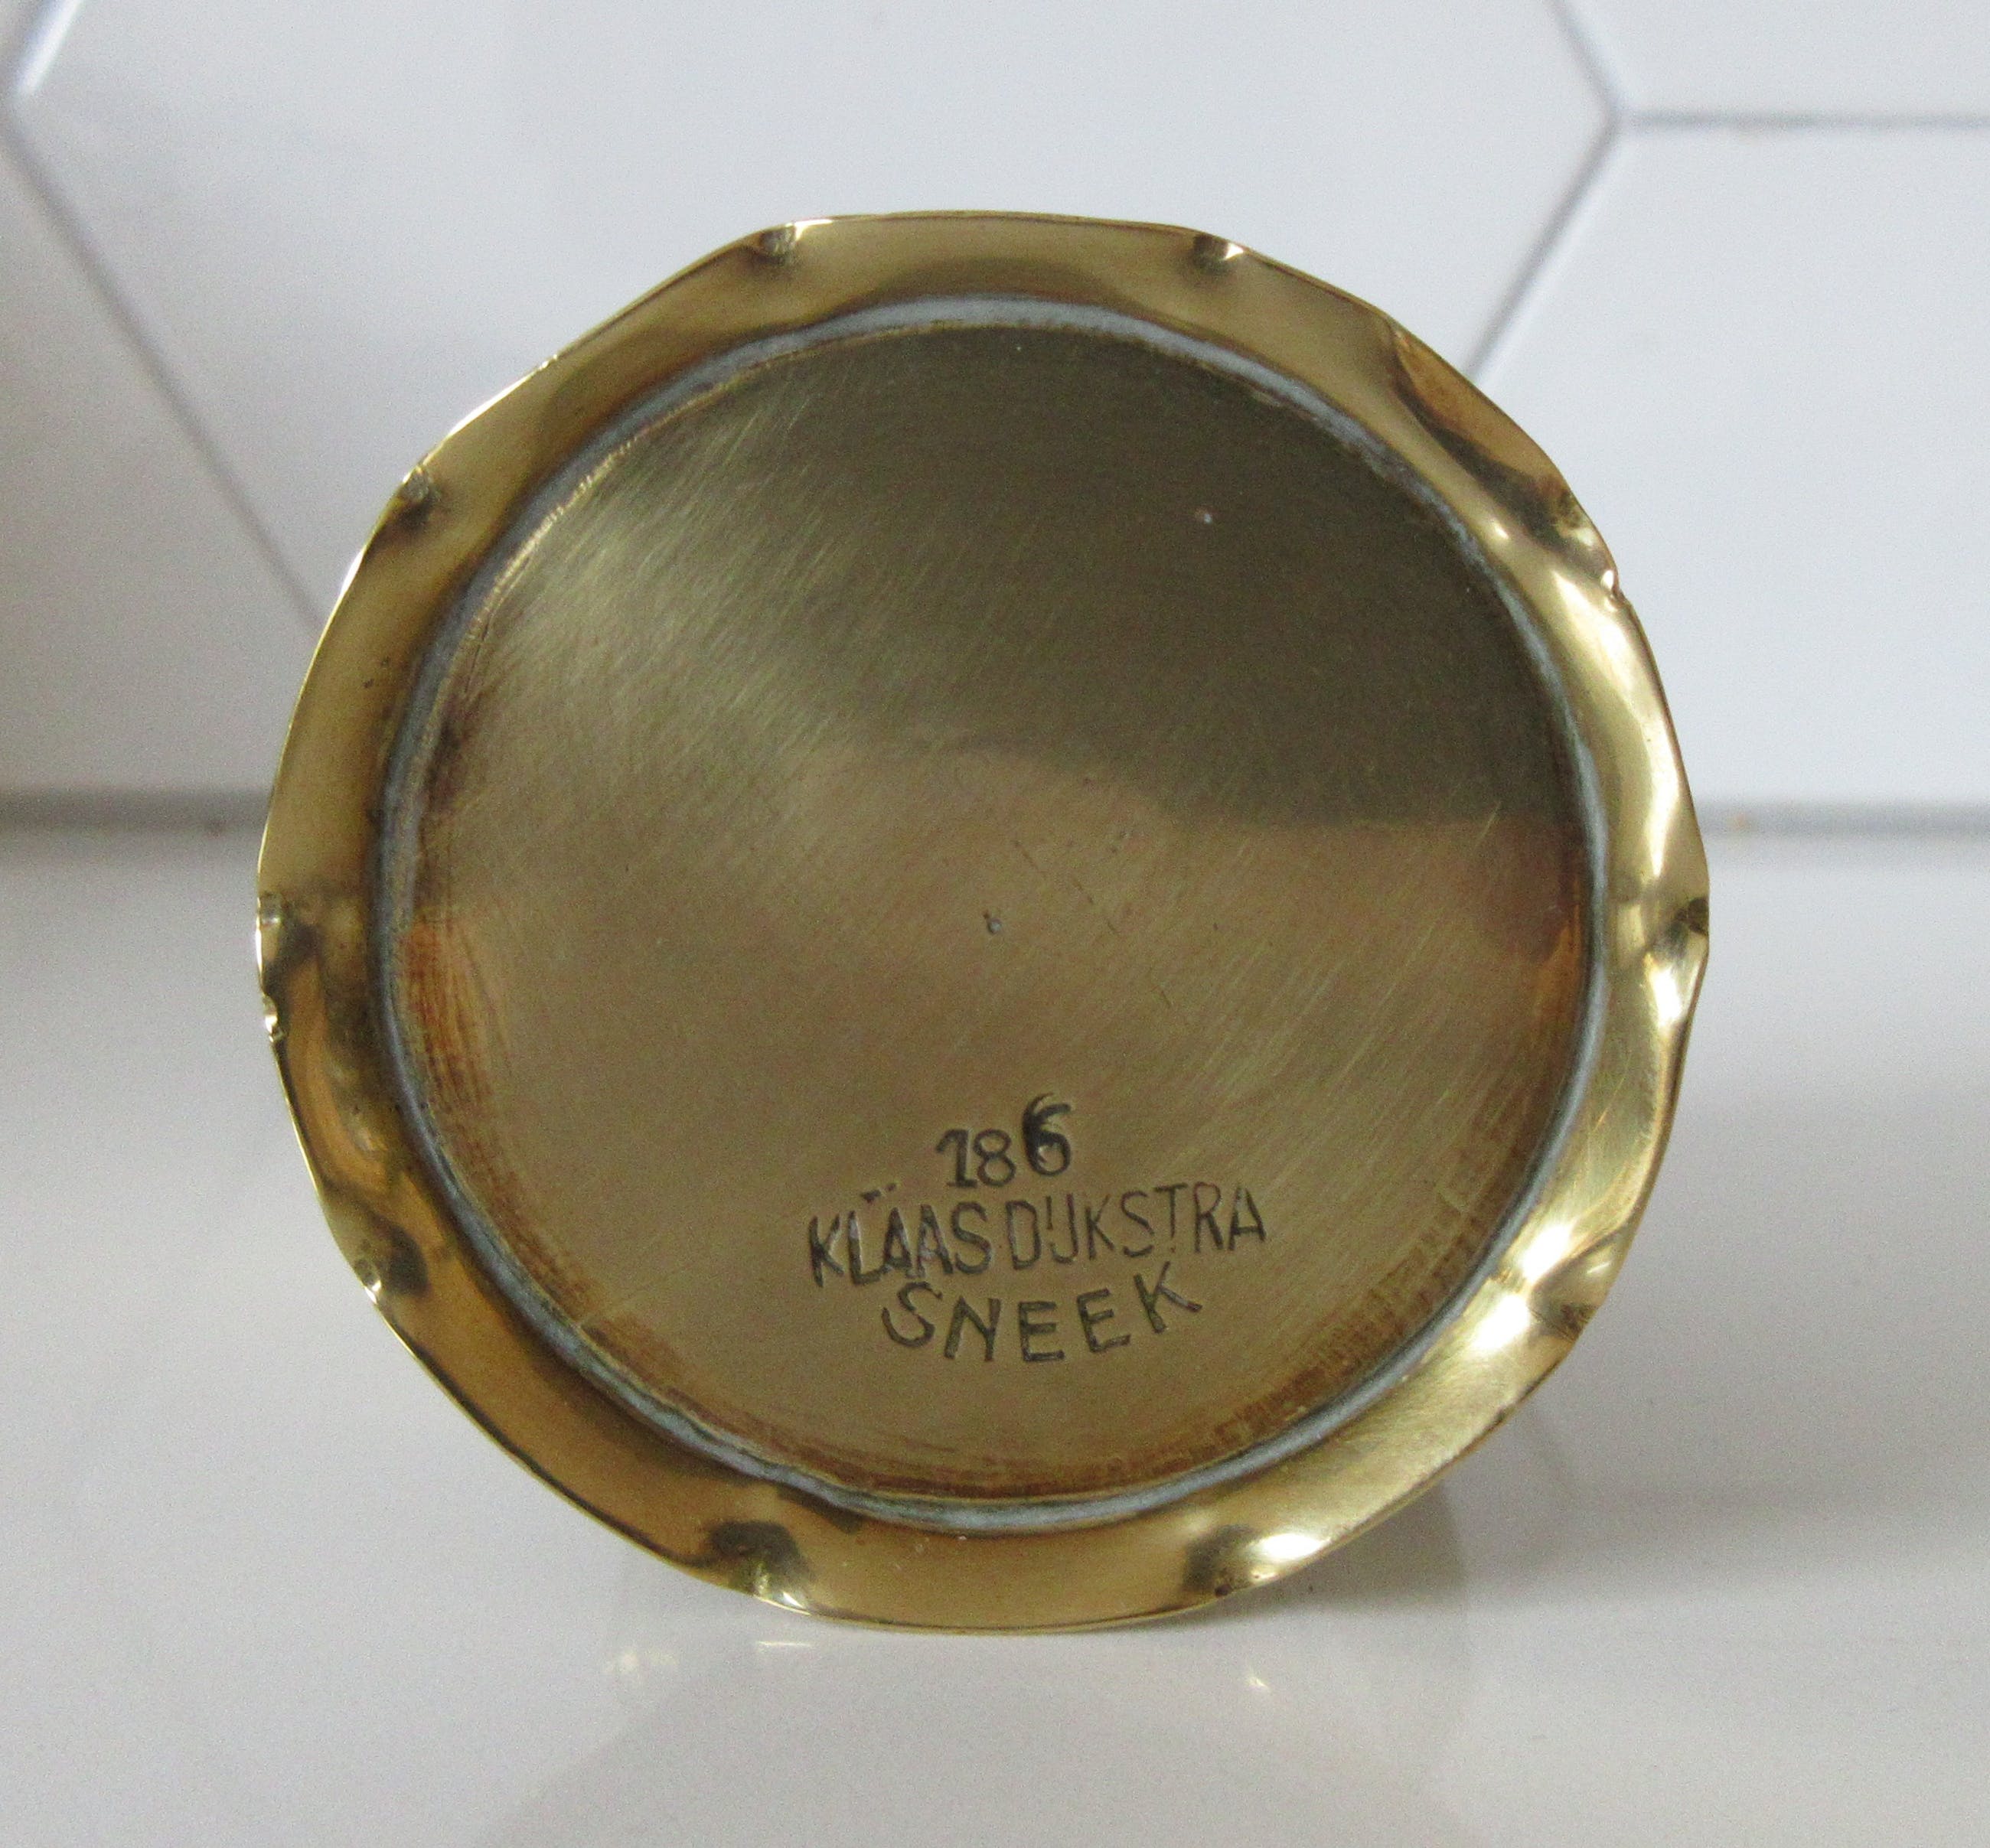 186
KLAAS DIJKSTRA
SNEEK